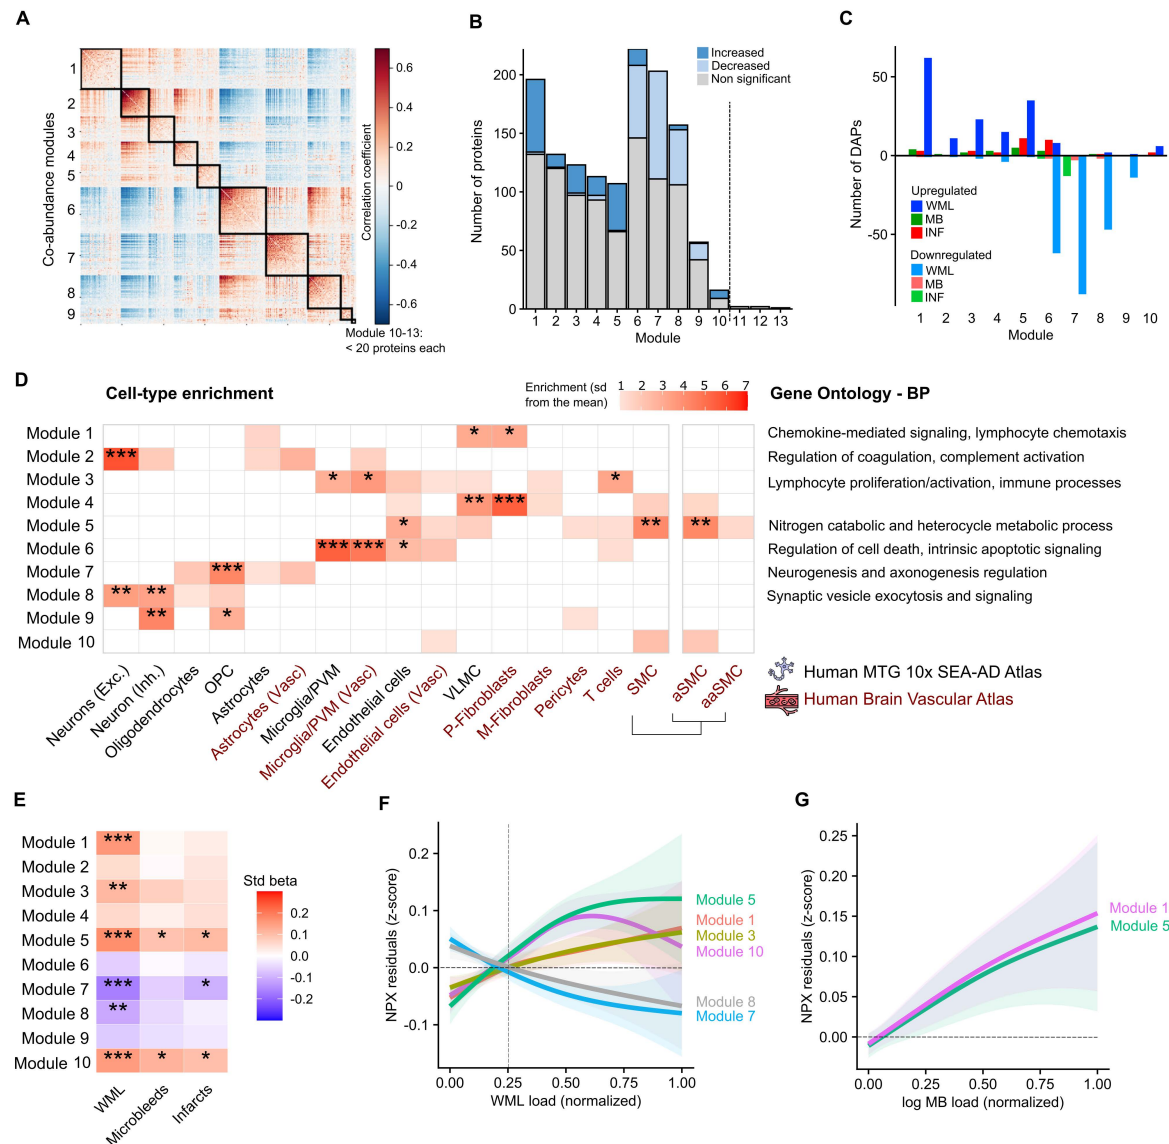 A
Co-abundance modules
1
2
3
4
5
6
7
8
9
0.6
0.4
0.2
0
-0.2
-0.4
-0.6
Correlation coefficient
Module 10-13:
< 20 proteins each
B
Increased
Decreased
Non significant
Number of proteins
200
150
100
50
0
1 2 3 4 5 6 7 8 9 10 11 12 13
Module
C
Number of DAPs
50
0
-50
Upregulated
WML
MB
INF
Downregulated
WML
MB
INF
1 2 3 4 5 6 7 8 9 10
Module
D
Cell-type enrichment
Enrichment (sd
from the mean)
1 2 3 4 5 6 7
Gene Ontology - BP
Module 1 * * Chemokine-mediated signaling, lymphocyte chemotaxis
Module 2 *** Regulation of coagulation, complement activation
Module 3 * * * Lymphocyte proliferation/activation, immune processes
Module 4 ** ***
Module 5 * ** ** Nitrogen catabolic and heterocycle metabolic process
Module 6 *** *** * Regulation of cell death, intrinsic apoptotic signaling
Module 7 *** Neurogenesis and axonogenesis regulation
Module 8 ** ** Synaptic vesicle exocytosis and signaling
Module 9 ** *
Module 10
Neurons (Exc.)
Neuron (Inh.)
Oligodendrocytes
OPC
Astrocytes
Astrocytes (Vasc)
Microglia/PVM
Microglia/PVM (Vasc)
Endothelial cells
Endothelial cells (Vasc)
VLMC
P-Fibroblasts
M-Fibroblasts
Pericytes
T cells
SMC
aSMC
aaSMC
Human MTG 10x SEA-AD Atlas
Human Brain Vascular Atlas
E
Module 1 ***
Module 2
Module 3 **
Module 4
Module 5 *** * *
Module 6
Module 7 *** *
Module 8 **
Module 9
Module 10 *** * *
WML
Microbleeds
Infarcts
Std beta
0.2
0.1
0.0
-0.1
-0.2
F
NPX residuals (z-score)
0.2
0.1
0.0
-0.1
Module 5
Module 1
Module 3
Module 10
Module 8
Module 7
0.00 0.25 0.50 0.75 1.00
WML load (normalized)
G
NPX residuals (z-score)
0.25
0.20
0.15
0.10
0.05
0.00
Module 1
Module 5
0.00 0.25 0.50 0.75 1.00
log MB load (normalized)